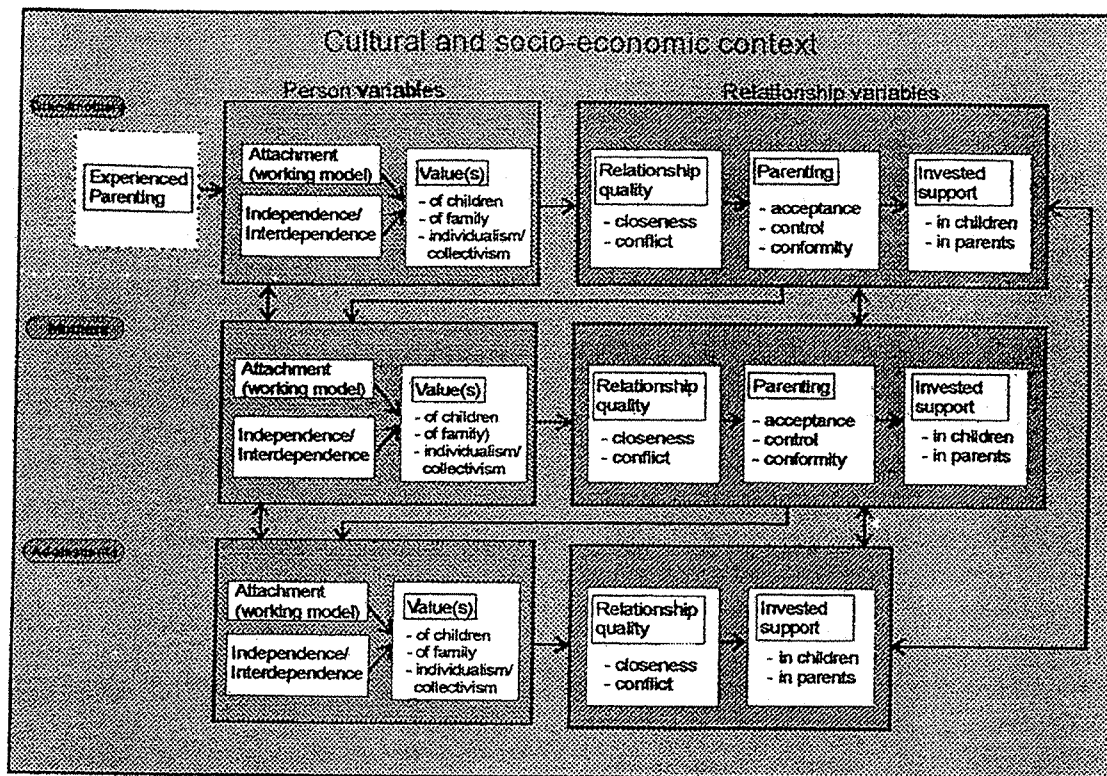 Cultural and socio-economic context
Person variables
Relationship variables
Grandmothers
Experienced
Parenting
Attachment
(working model)
Independence/
Interdependence
Value(s)
- of children
- of family
- individualism/
collectivism
Relationship
quality
- closeness
- conflict
Parenting
- acceptance
- control
- conformity
Invested
support
- in children
- in parents
Mothers
Attachment
(working model)
Independence/
Interdependence
Value(s)
- of children
- of family)
- individualism/
collectivism
Relationship
quality
- closeness
- conflict
Parenting
- acceptance
- control
- conformity
Invested
support
- in children
- in parents
Adolescents
Attachment
(working model)
Independence/
Interdependence
Value(s)
- of children
- of family
- individualism/
collectivism
Relationship
quality
- closeness
- conflict
Invested
support
- in children
- in parents